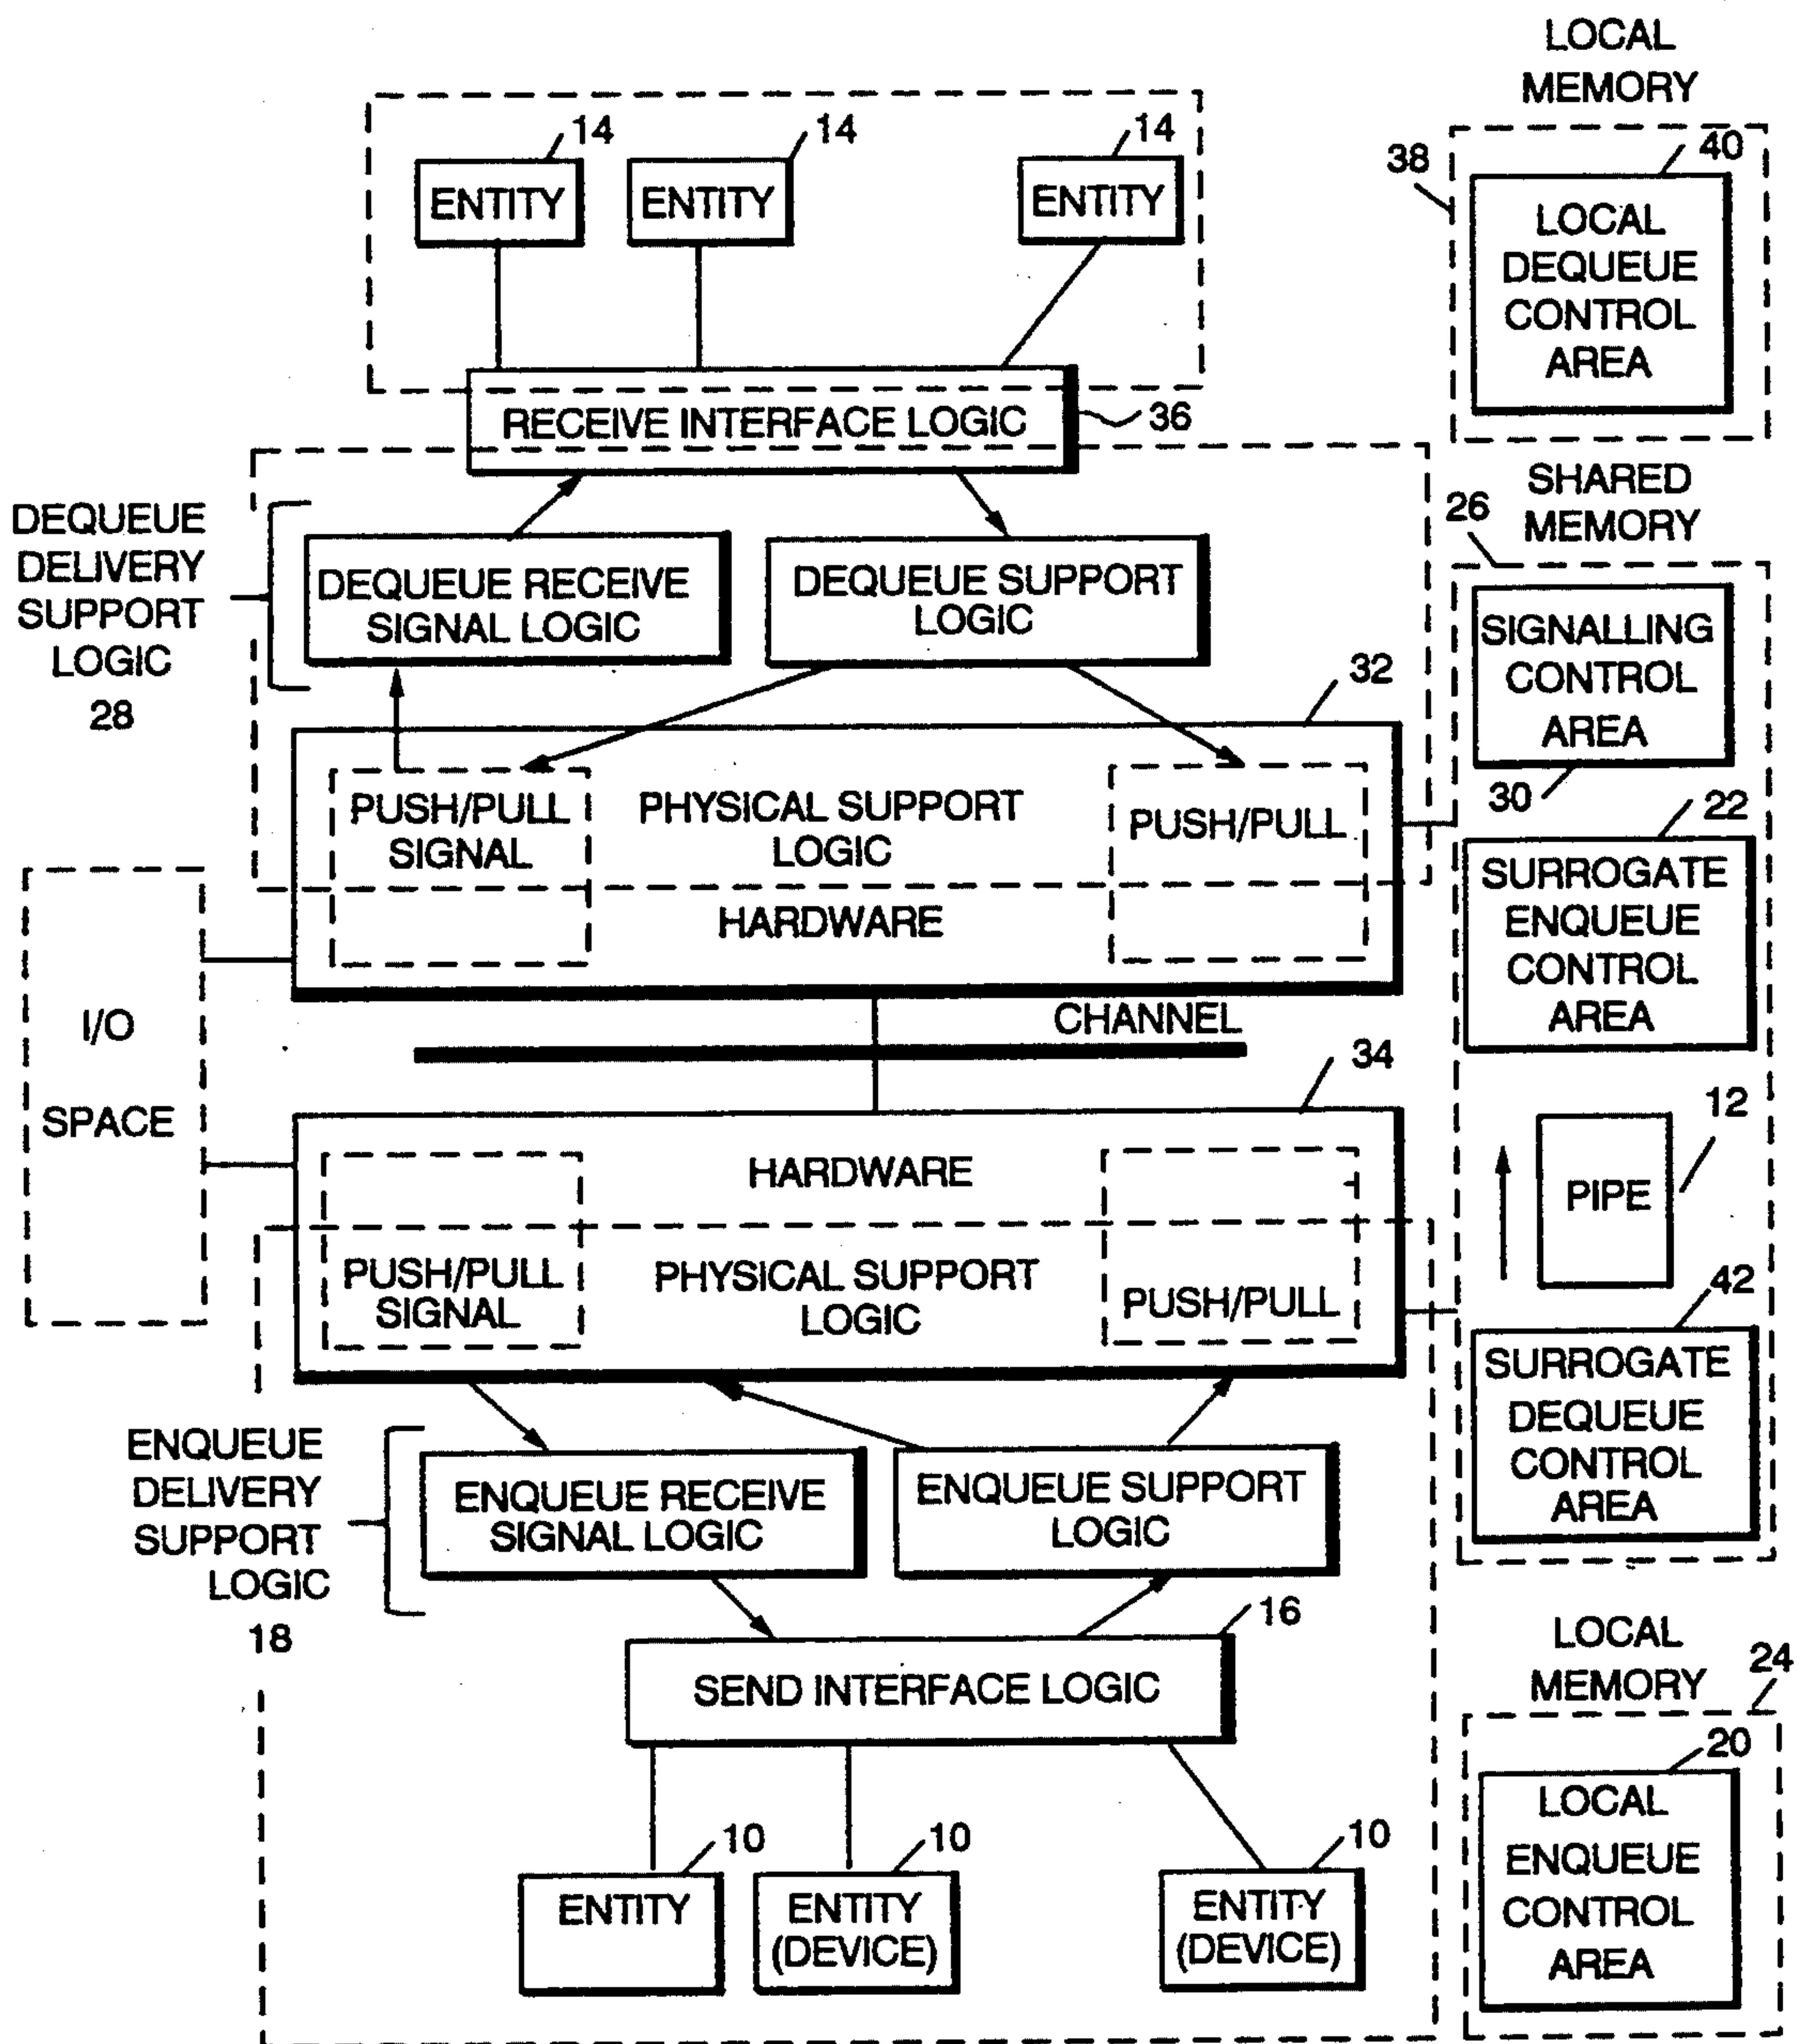 LOCAL
MEMORY
14
14
14
ENTITY
ENTITY
ENTITY
38
40
LOCAL
DEQUEUE
CONTROL
AREA
RECEIVE INTERFACE LOGIC
36
DEQUEUE
DELIVERY
SUPPORT
LOGIC
28
DEQUEUE RECEIVE
SIGNAL LOGIC
DEQUEUE SUPPORT
LOGIC
SHARED
MEMORY
26
SIGNALLING
CONTROL
AREA
30
32
PUSH/PULL
SIGNAL
PHYSICAL SUPPORT
LOGIC
PUSH/PULL
HARDWARE
22
SURROGATE
ENQUEUE
CONTROL
AREA
I/O
SPACE
CHANNEL
34
HARDWARE
PUSH/PULL
SIGNAL
PHYSICAL SUPPORT
LOGIC
PUSH/PULL
12
PIPE
42
SURROGATE
DEQUEUE
CONTROL
AREA
ENQUEUE
DELIVERY
SUPPORT
LOGIC
18
ENQUEUE RECEIVE
SIGNAL LOGIC
ENQUEUE SUPPORT
LOGIC
16
SEND INTERFACE LOGIC
LOCAL
MEMORY
24
20
LOCAL
ENQUEUE
CONTROL
AREA
10
10
10
ENTITY
ENTITY
(DEVICE)
ENTITY
(DEVICE)